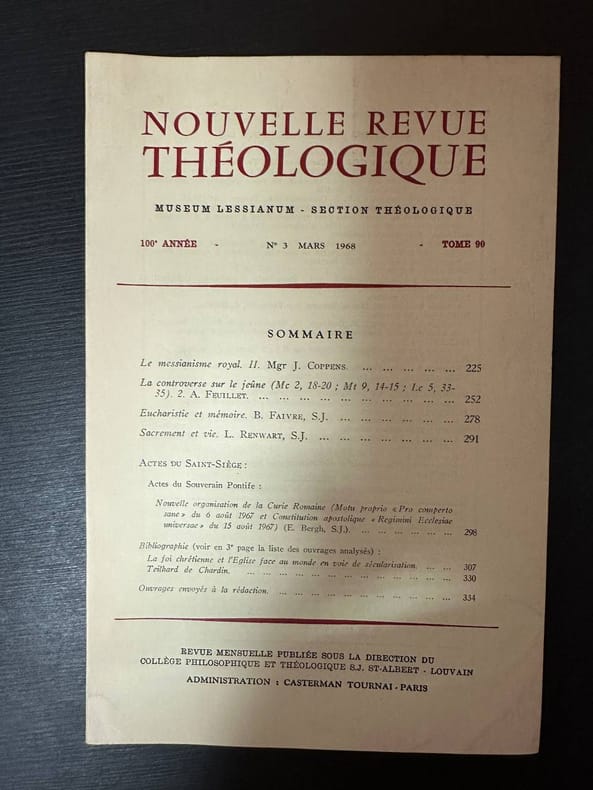 NOUVELLE REVUE
THÉOLOGIQUE
MUSEUM LESSIANUM - SECTION THÉOLOGIQUE
100e ANNÉE - No 3 MARS 1968 - TOME 90
SOMMAIRE
Le messianisme royal. II. Mgr J. COPPENS. ... ... ... ... ... 225
La controverse sur le jeûne (Mc 2, 18-20 ; Mt 9, 14-15 ; Lc 5, 33-
35). 2. A. FEUILLET. ... ... ... ... ... ... ... ... ... ... 252
Eucharistie et mémoire. B. FAIVRE, S.J. ... ... ... ... ... ... 278
Sacrement et vie. L. RENWART, S.J. ... ... ... ... ... ... ... 291
ACTES DU SAINT-SIÈGE :
Actes du Souverain Pontife :
Nouvelle organisation de la Curie Romaine (Motu proprio « Pro comperto
sane » du 6 août 1967 et Constitution apostolique « Regimini Ecclesiae
universae » du 15 août 1967) (E. Bergh, S.J.). ... ... ... ... ... 298
Bibliographie (voir en 3e page la liste des ouvrages analysés) :
La foi chrétienne et l'Eglise face au monde en voie de sécularisation. ... ... 307
Teilhard de Chardin. ... ... ... ... ... ... ... ... ... ... ... 330
Ouvrages envoyés à la rédaction. ... ... ... ... ... ... ... ... ... 334
REVUE MENSUELLE PUBLIÉE SOUS LA DIRECTION DU
COLLÈGE PHILOSOPHIQUE ET THÉOLOGIQUE S.J. ST-ALBERT - LOUVAIN
ADMINISTRATION : CASTERMAN TOURNAI - PARIS